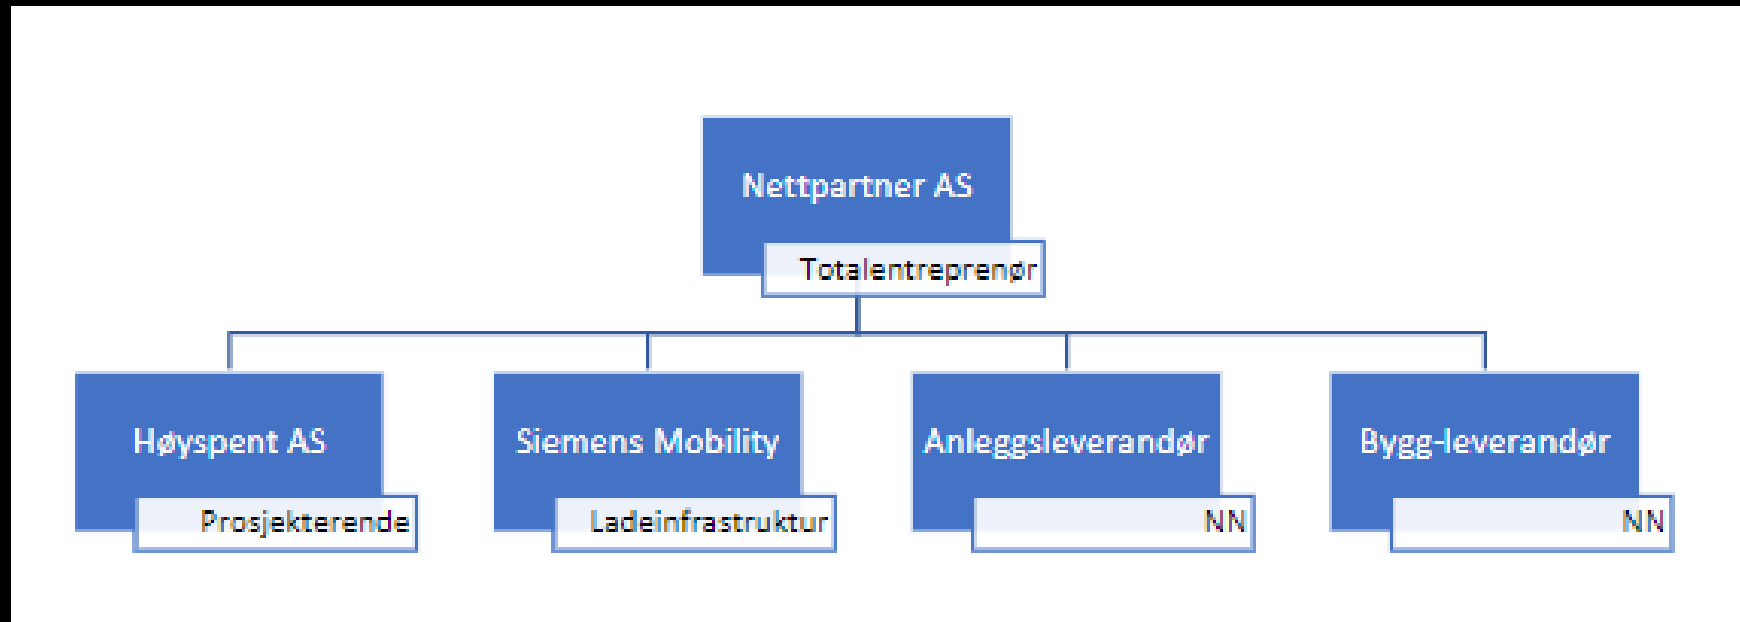 Nettpartner AS
Totalentreprenør
Høyspent AS
Prosjekterende
Siemens Mobility
Ladeinfrastruktur
Anleggsleverandør
NN
Bygg-leverandør
NN